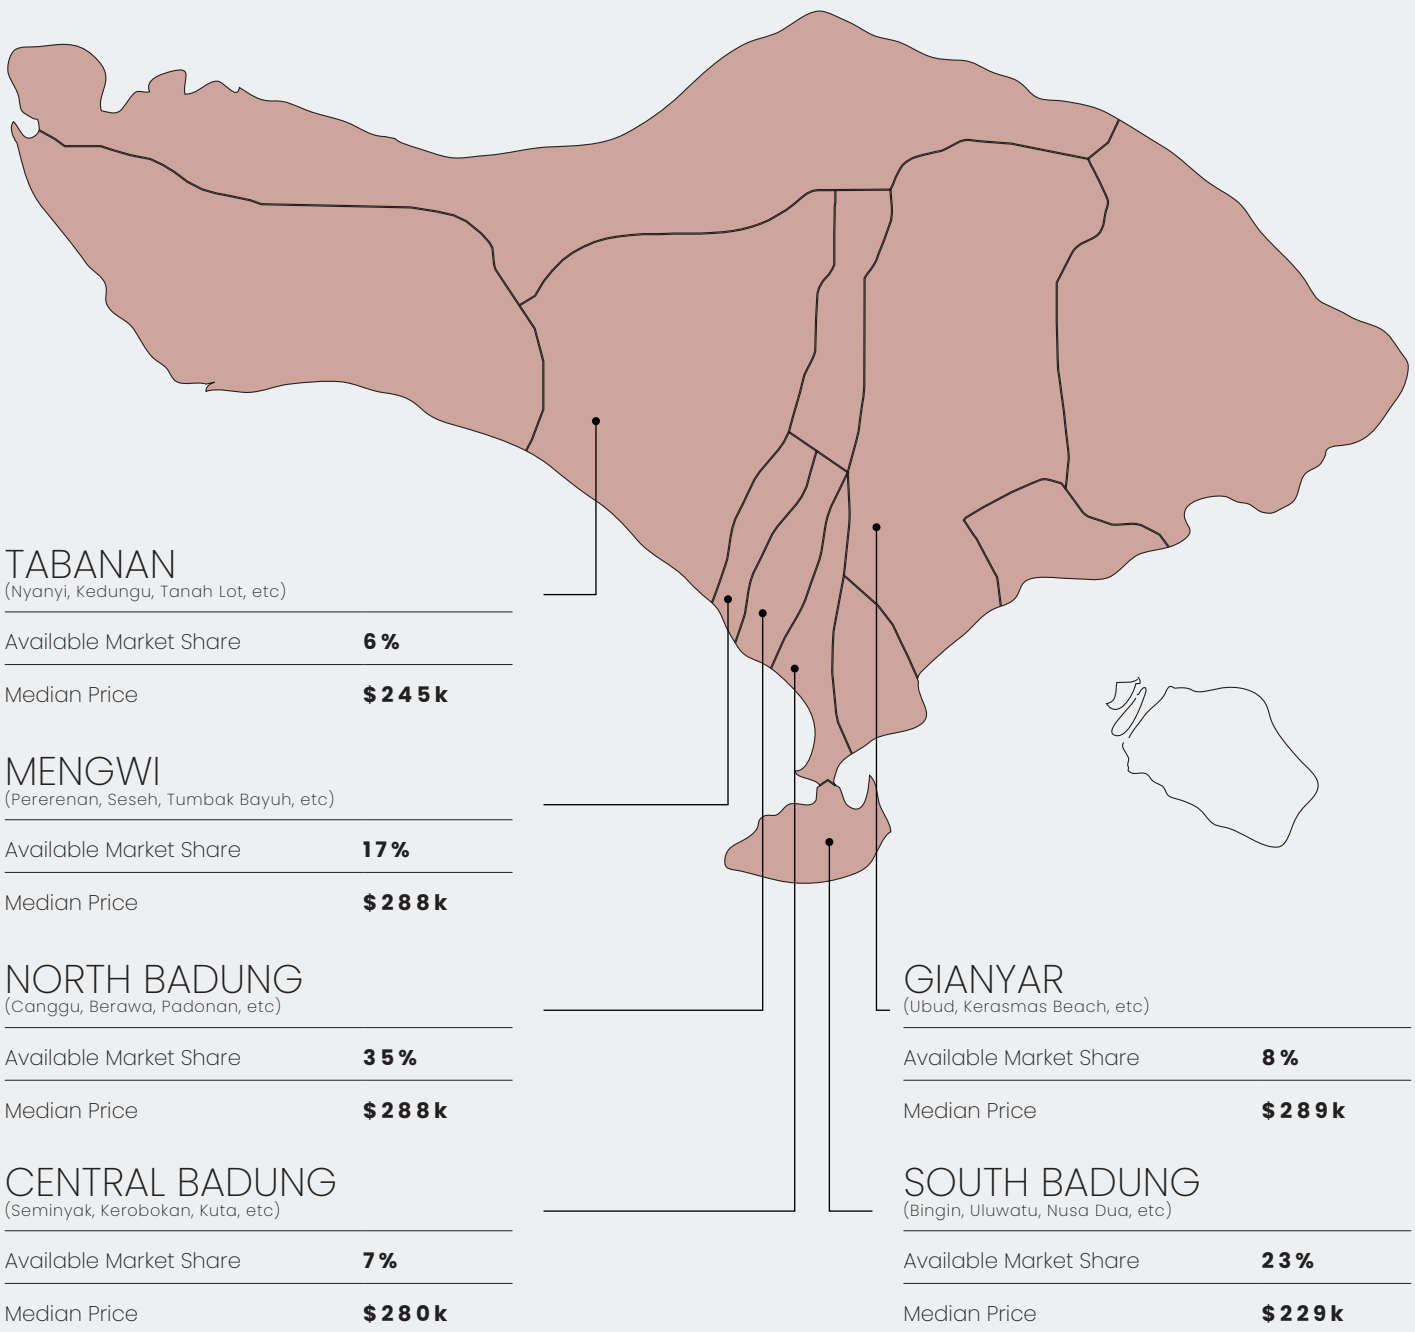 TABANAN
(Nyanyi, Kedungu, Tanah Lot, etc)
Available Market Share 6%
Median Price $245k
MENGWI
(Pererenan, Seseh, Tumbak Bayuh, etc)
Available Market Share 17%
Median Price $288k
NORTH BADUNG
(Canggu, Berawa, Padonan, etc)
Available Market Share 35%
Median Price $288k
CENTRAL BADUNG
(Seminyak, Kerobokan, Kuta, etc)
Available Market Share 7%
Median Price $280k
GIANYAR
(Ubud, Kerasmas Beach, etc)
Available Market Share 8%
Median Price $289k
SOUTH BADUNG
(Bingin, Uluwatu, Nusa Dua, etc)
Available Market Share 23%
Median Price $229k